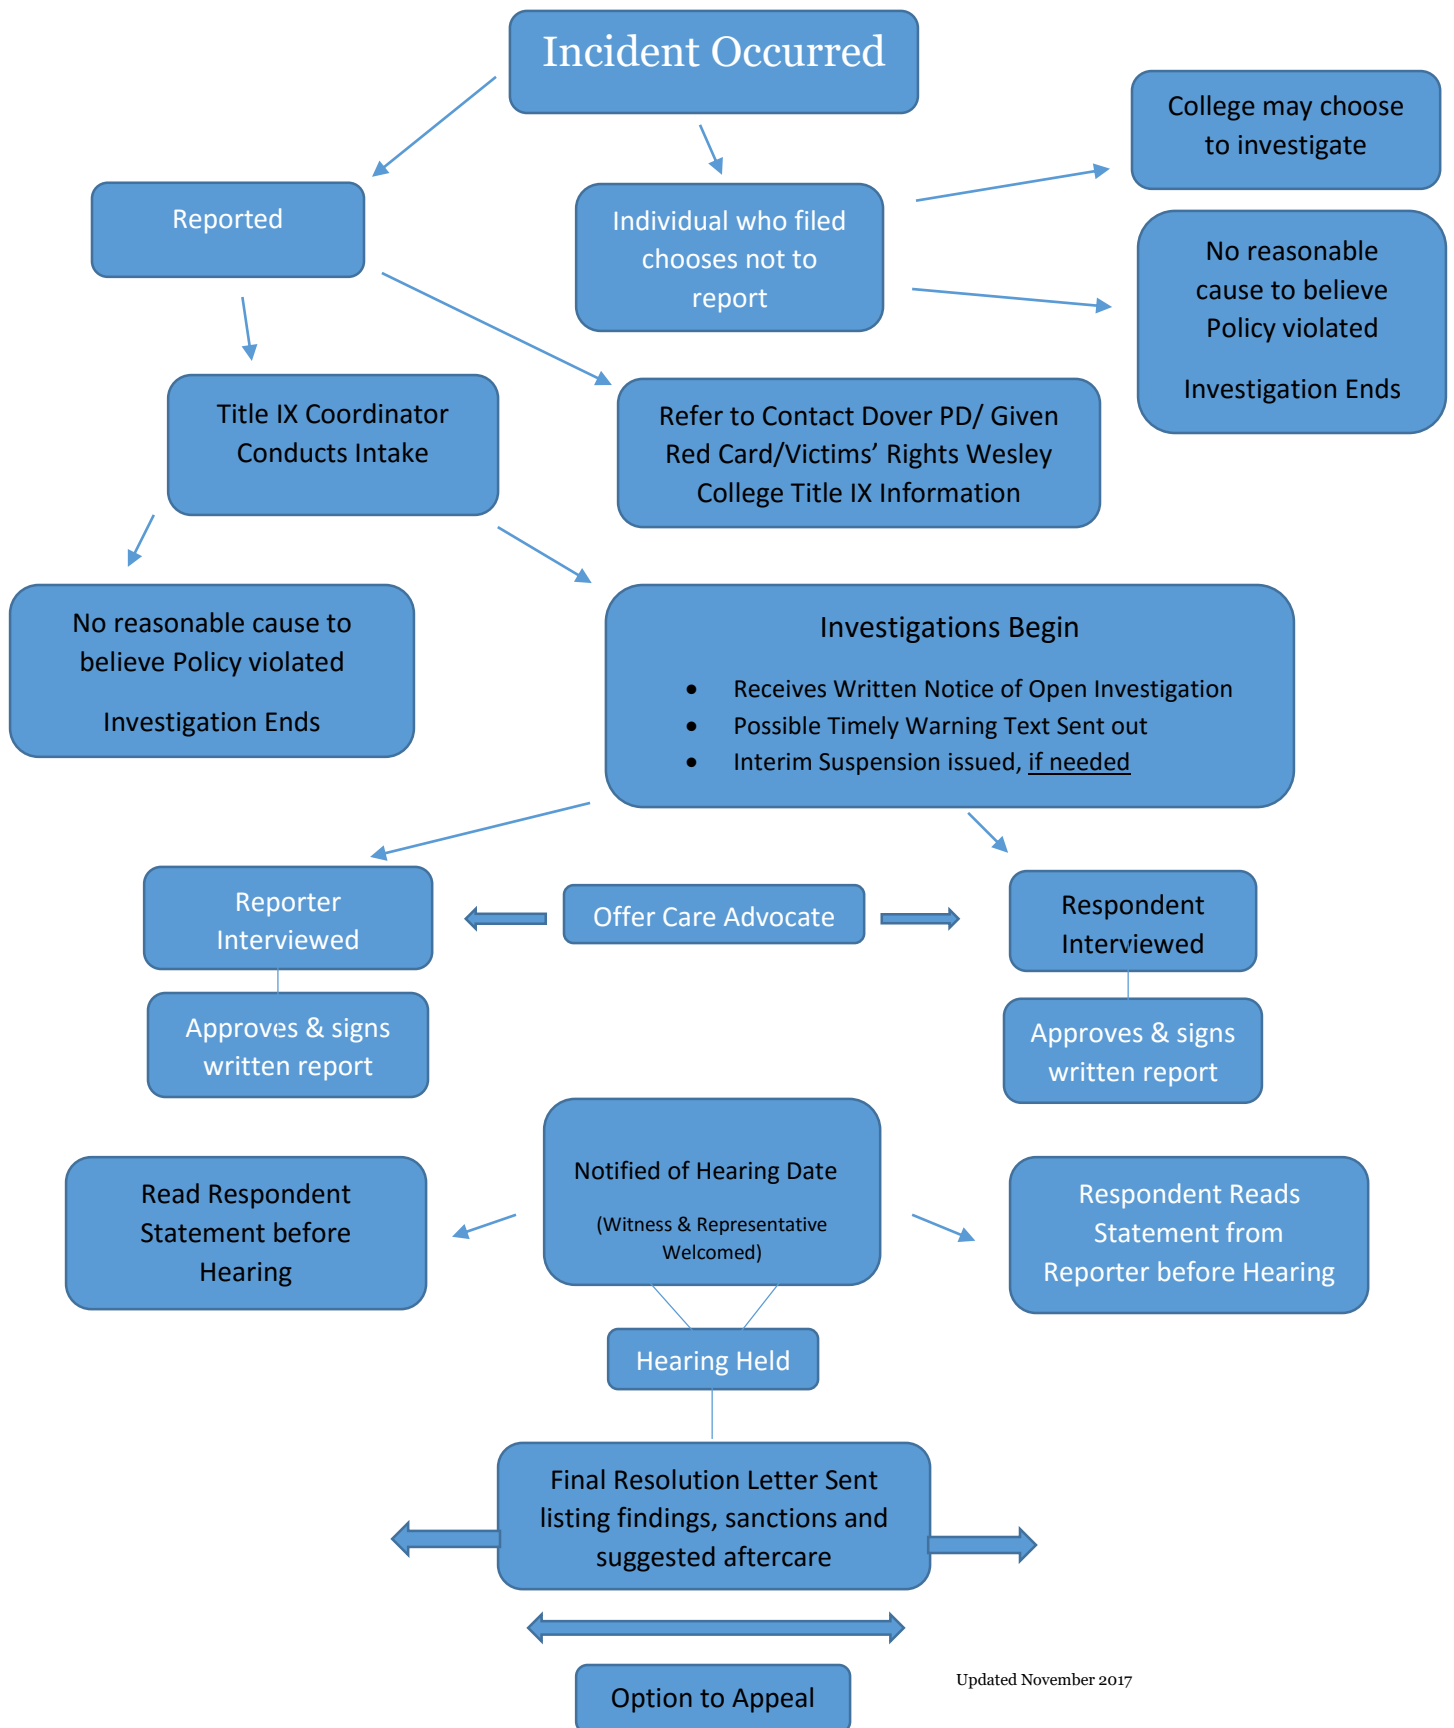 Incident Occurred
College may choose
to investigate
Reported
Individual who filed
chooses not to
report
No reasonable
cause to believe
Policy violated
Investigation Ends
Title IX Coordinator
Conducts Intake
Refer to Contact Dover PD/ Given
Red Card/Victims’ Rights Wesley
College Title IX Information
No reasonable cause to
believe Policy violated
Investigation Ends
Investigations Begin
• Receives Written Notice of Open Investigation
• Possible Timely Warning Text Sent out
• Interim Suspension issued, if needed
Reporter
Interviewed
Offer Care Advocate
Respondent
Interviewed
Approves & signs
written report
Approves & signs
written report
Read Respondent
Statement before
Hearing
Notified of Hearing Date
(Witness & Representative
Welcomed)
Respondent Reads
Statement from
Reporter before Hearing
Hearing Held
Final Resolution Letter Sent
listing findings, sanctions and
suggested aftercare
Option to Appeal
Updated November 2017